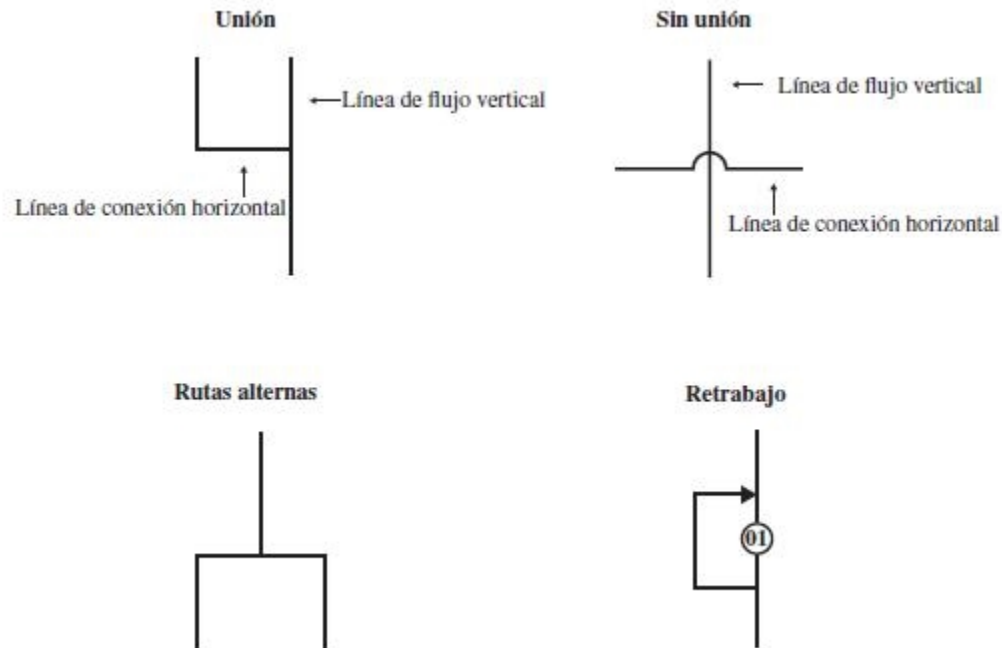 Unión
Sin unión
Línea de flujo vertical
Línea de flujo vertical
Línea de conexión horizontal
Línea de conexión horizontal
Rutas alternas
Retrabajo
01